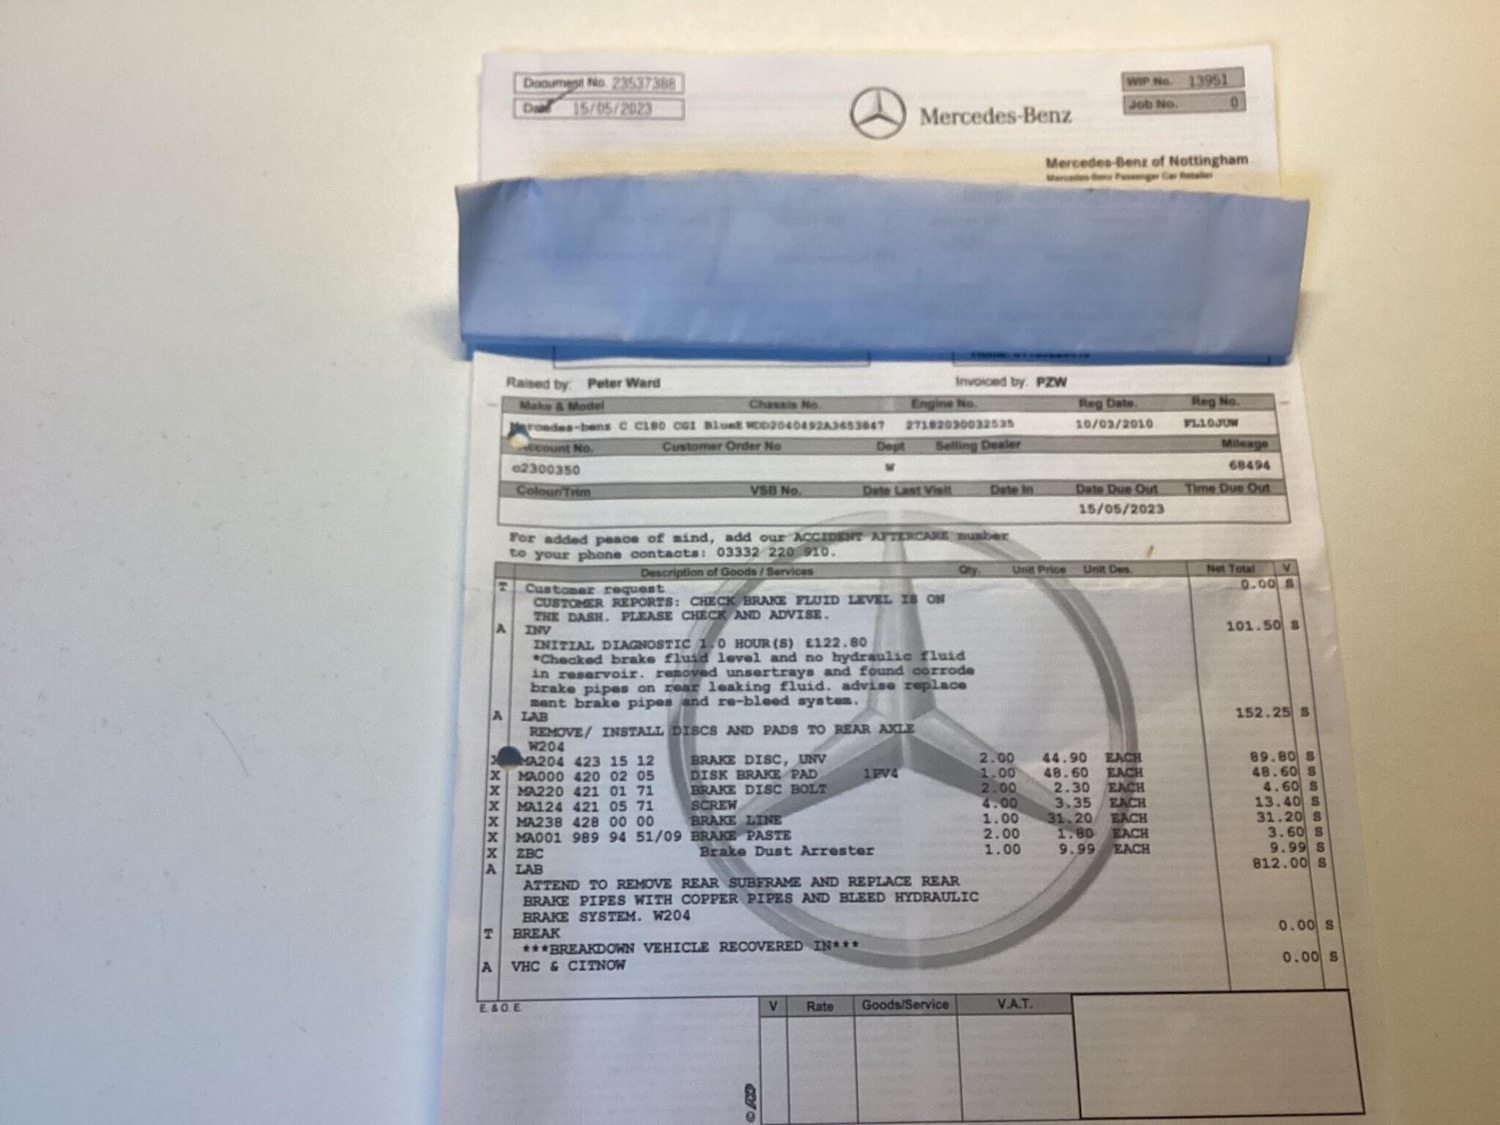 Document No. 23537388
Date 15/05/2023
Mercedes-Benz
WIP No. 13951
Job No. 0
Mercedes-Benz of Nottingham
Mercedes-Benz Passenger Car Retailer
Raised by: Peter Ward Invoiced by: PZW
Make & Model Chassis No. Engine No. Reg Date. Reg No.
Mercedes-benz C C180 CGI BlueE WDD2040492A3653847 27182030032535 10/03/2010 FL10JUW
Account No. Customer Order No Dept Selling Dealer Mileage
c2300350 W 68494
Colour/Trim VSB No. Date Last Visit Date In Date Due Out Time Due Out
15/05/2023
For added peace of mind, add our ACCIDENT AFTERCARE number
to your phone contacts: 03332 220 910.
Description of Goods / Services Qty. Unit Price Unit Des. Net Total V
T Customer request 0.00 S
CUSTOMER REPORTS: CHECK BRAKE FLUID LEVEL IS ON
THE DASH. PLEASE CHECK AND ADVISE.
A INV 101.50 S
INITIAL DIAGNOSTIC 1.0 HOUR(S) £122.80
*Checked brake fluid level and no hydraulic fluid
in reservoir. removed unsertrays and found corrode
brake pipes on rear leaking fluid. advise replace
ment brake pipes and re-bleed system.
A LAB 152.25 S
REMOVE/ INSTALL DISCS AND PADS TO REAR AXLE
W204
X MA204 423 15 12 BRAKE DISC, UNV 2.00 44.90 EACH 89.80 S
X MA000 420 02 05 DISK BRAKE PAD 1PV4 1.00 48.60 EACH 48.60 S
X MA220 421 01 71 BRAKE DISC BOLT 2.00 2.30 EACH 4.60 S
X MA124 421 05 71 SCREW 4.00 3.35 EACH 13.40 S
X MA238 428 00 00 BRAKE LINE 1.00 31.20 EACH 31.20 S
X MA001 989 94 51/09 BRAKE PASTE 2.00 1.80 EACH 3.60 S
X ZBC Brake Dust Arrester 1.00 9.99 EACH 9.99 S
A LAB 812.00 S
ATTEND TO REMOVE REAR SUBFRAME AND REPLACE REAR
BRAKE PIPES WITH COPPER PIPES AND BLEED HYDRAULIC
BRAKE SYSTEM. W204
T BREAK 0.00 S
***BREAKDOWN VEHICLE RECOVERED IN***
A VHC & CITNOW 0.00 S
E. & O. E.
V Rate Goods/Service V.A.T.